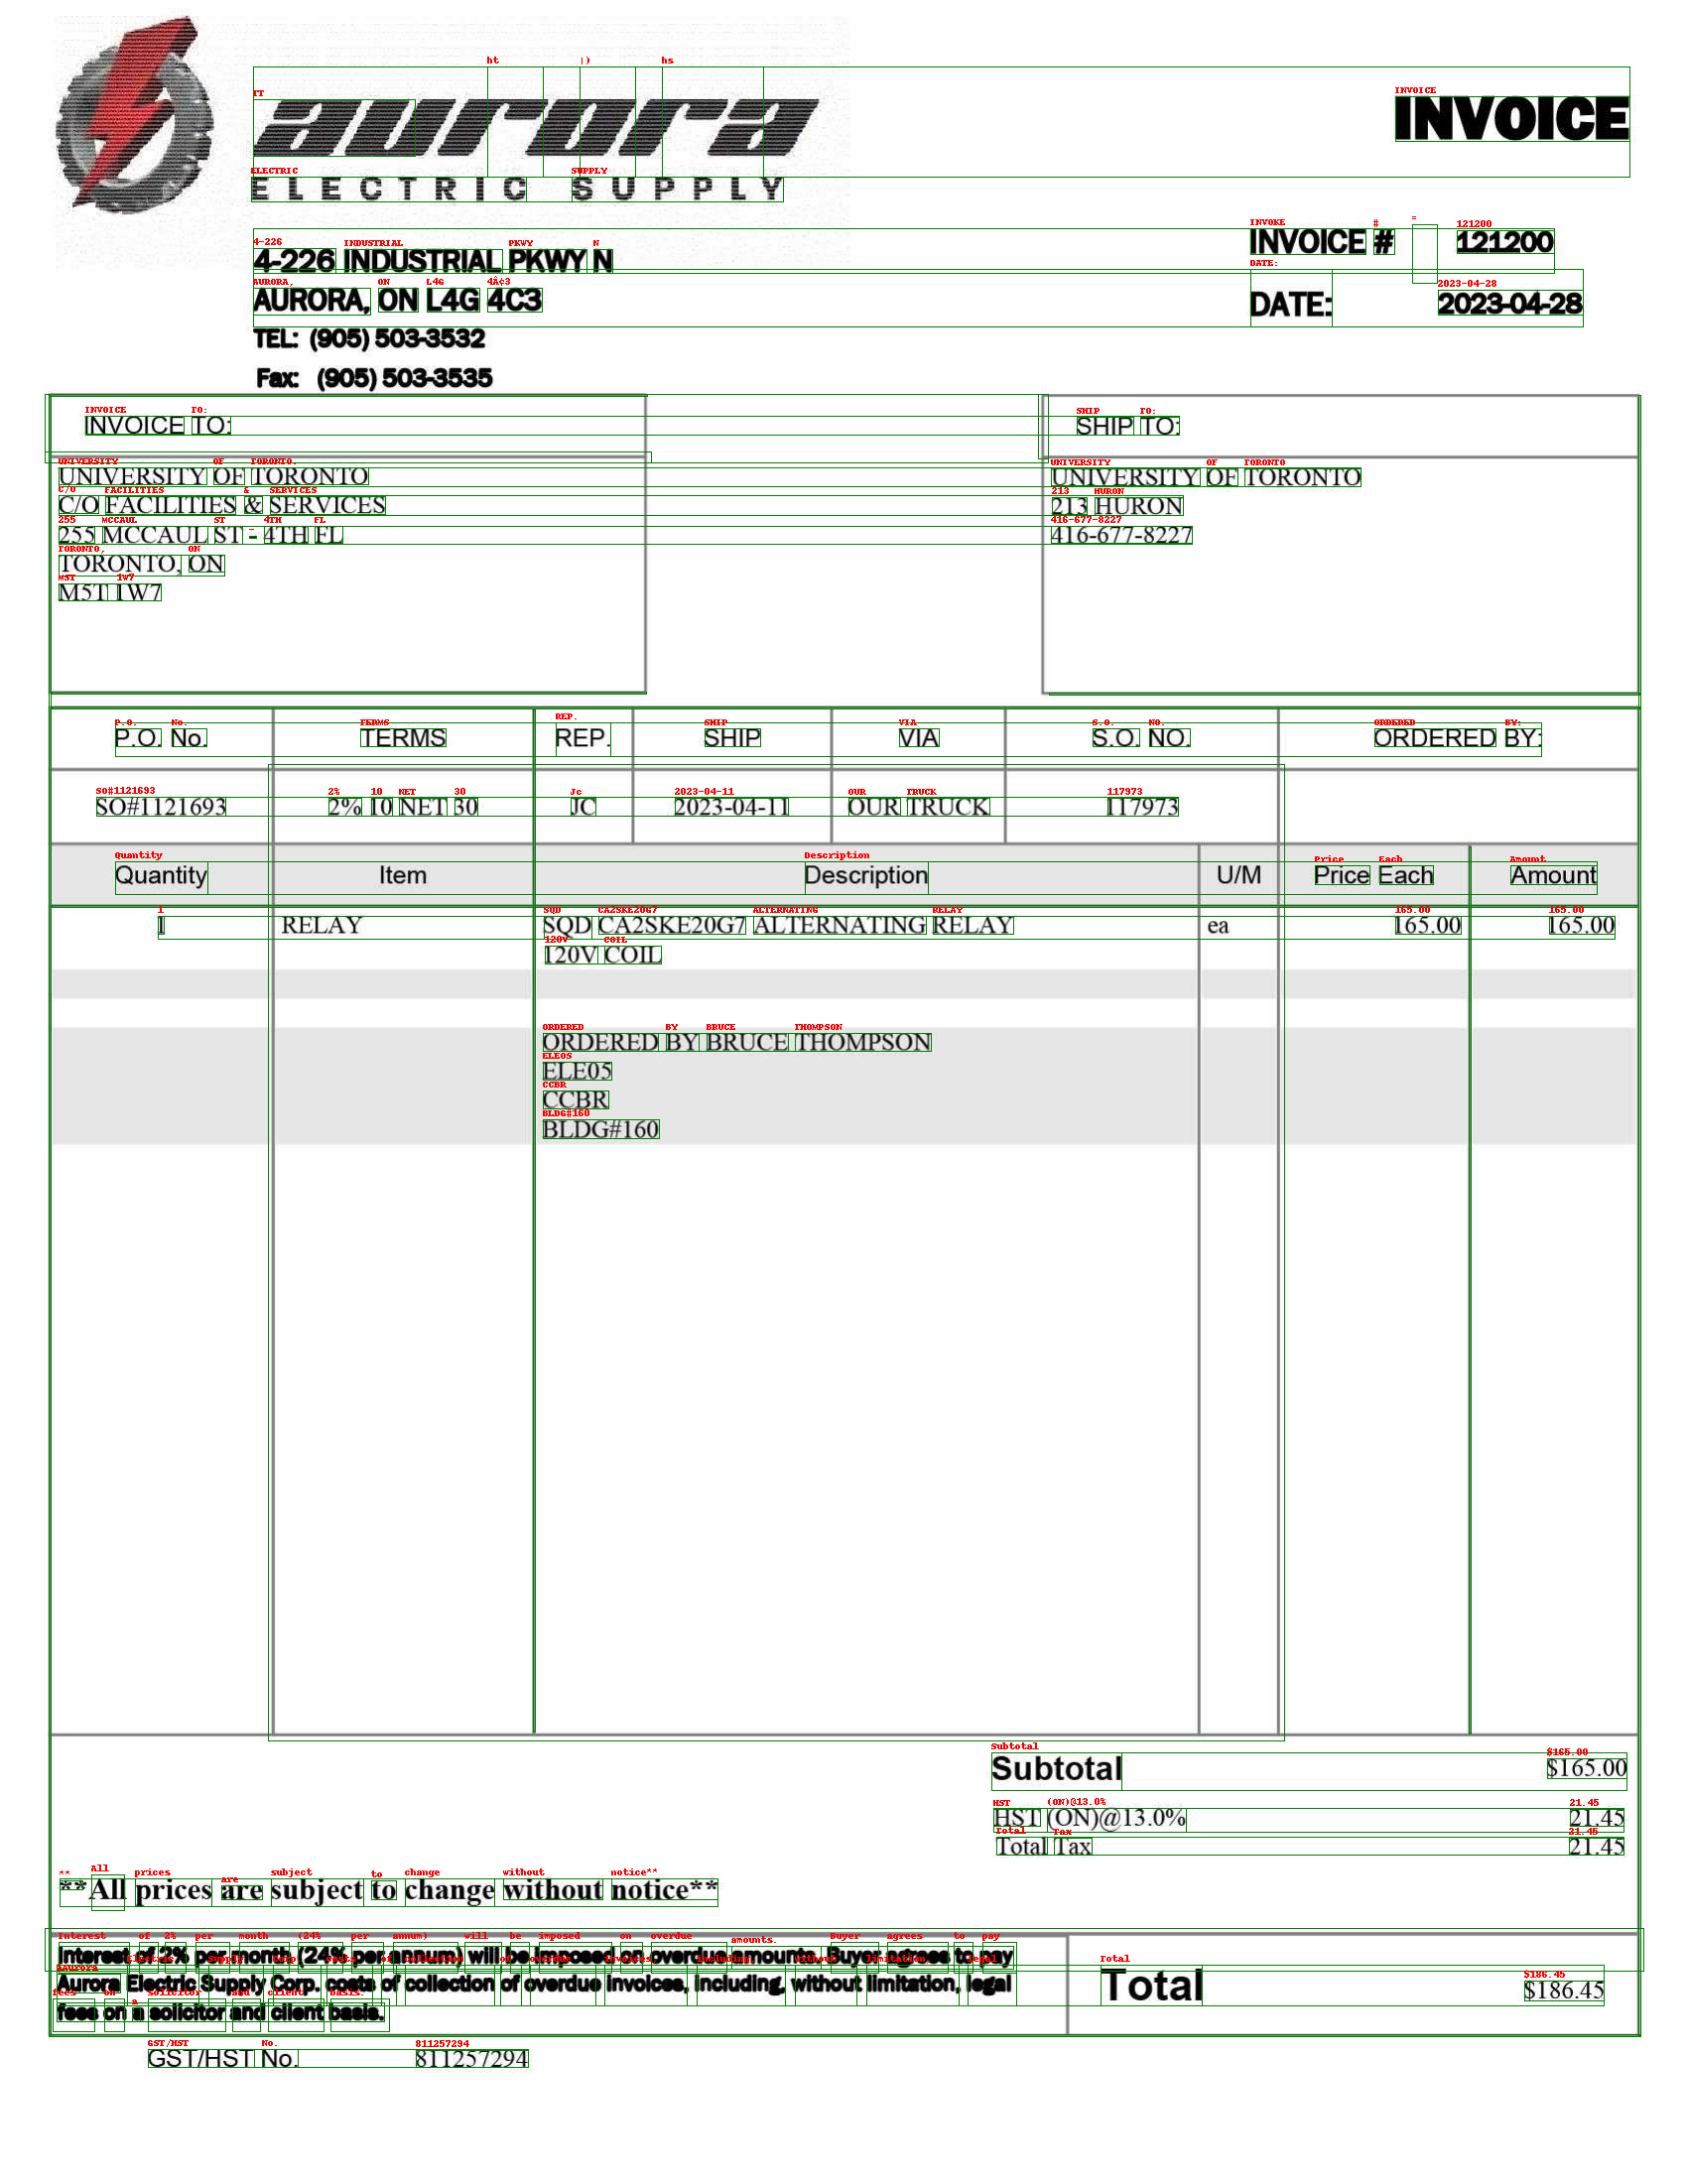 aurora
ELECTRIC SUPPLY
INVOICE
4-226 INDUSTRIAL PKWY N
AURORA, ON L4G 4C3
TEL: (905) 503-3532
Fax: (905) 503-3535
INVOICE # 121200
DATE: 2023-04-28
INVOICE TO:
UNIVERSITY OF TORONTO
C/O FACILITIES & SERVICES
255 MCCAUL ST - 4TH FL
TORONTO, ON
M5T 1W7
SHIP TO:
UNIVERSITY OF TORONTO
213 HURON
416-677-8227
P.O. No. TERMS REP. SHIP VIA S.O. NO. ORDERED BY:
SO#1121693 2% 10 NET 30 JC 2023-04-11 OUR TRUCK 117973
Quantity Item Description U/M Price Each Amount
1 RELAY SQD CA2SKE20G7 ALTERNATING RELAY ea 165.00 165.00
120V COIL
ORDERED BY BRUCE THOMPSON
ELE05
CCBR
BLDG#160
Subtotal $165.00
HST (ON)@13.0% 21.45
Total Tax 21.45
**All prices are subject to change without notice**
Interest of 2% per month (24% per annum) will be imposed on overdue amounts. Buyer agrees to pay
Aurora Electric Supply Corp. costs of collection of overdue invoices, including, without limitation, legal
fees on a solicitor and client basis.
Total $186.45
GST/HST No. 811257294